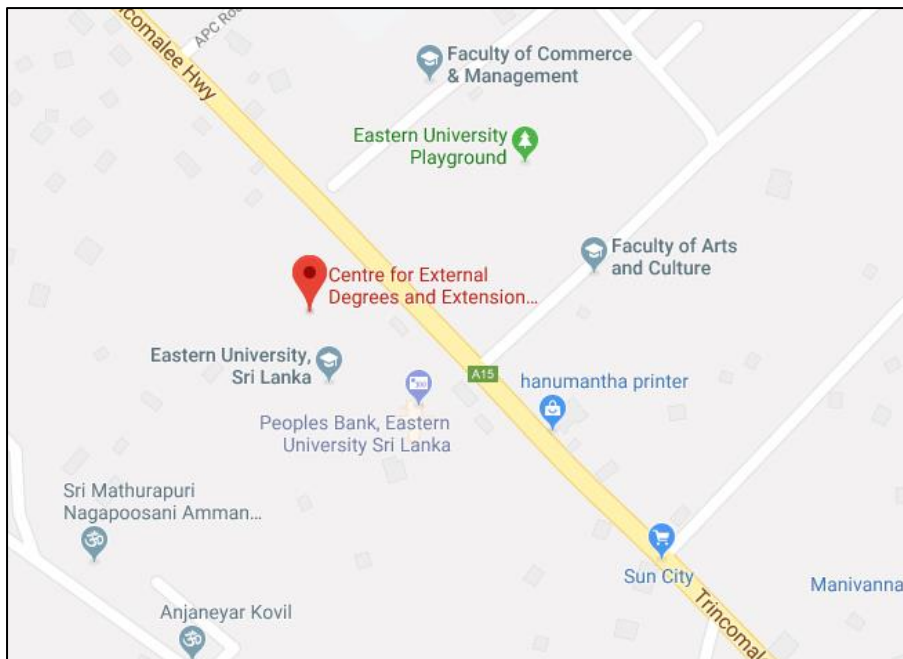 APC Roa
incomalee Hwy
Faculty of Commerce
& Management
Eastern University
Playground
Faculty of Arts
and Culture
Centre for External
Degrees and Extension...
Eastern University,
Sri Lanka
A15
hanumantha printer
Peoples Bank, Eastern
University Sri Lanka
Sri Mathurapuri
Nagapoosani Amman...
Sun City
Manivanna
Trincomal
Anjaneyar Kovil